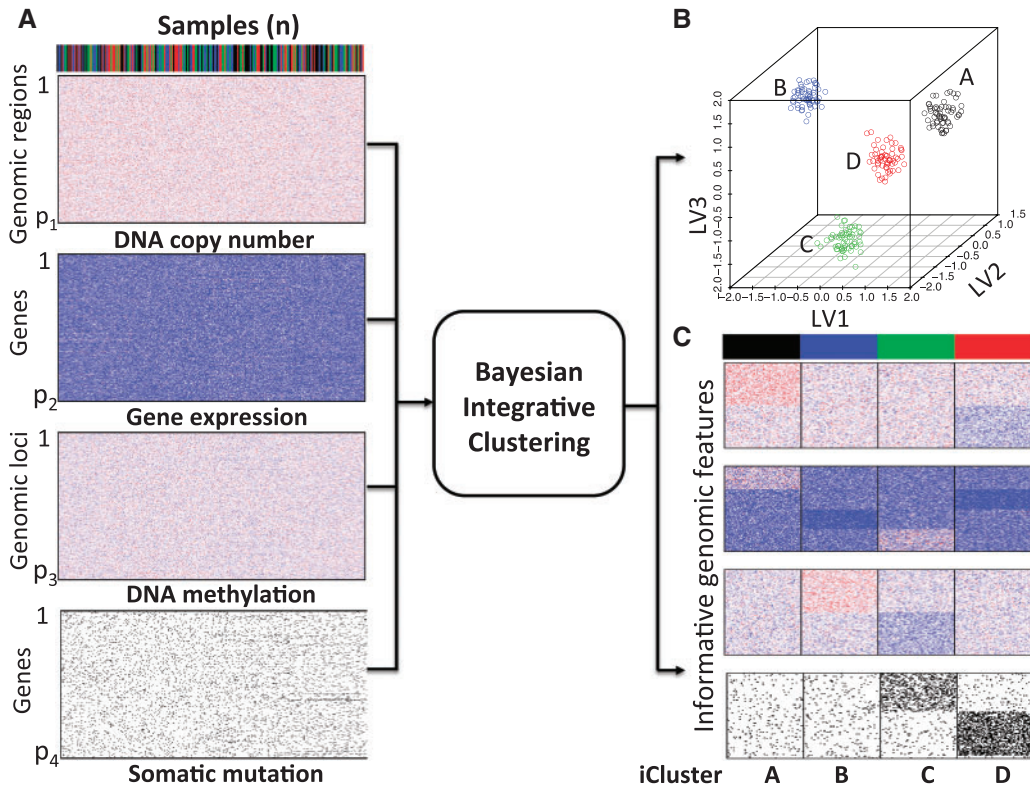 A
Samples (n)
Genomic regions
1
p1
DNA copy number
Genes
1
p2
Gene expression
Genomic loci
1
p3
DNA methylation
Genes
1
p4
Somatic mutation
Bayesian
Integrative
Clustering
B
A
B
D
C
LV3
2.0
1.5
1.0
0.5
0.0
−0.5
−1.0
−1.5
−2.0
−2.0 −1.5 −1.0 −0.5 0.0 0.5 1.0 1.5 2.0
LV1
−2.0
−1.5
−1.0
−0.5
0.0
0.5
1.0
1.5
LV2
C
Informative genomic features
iCluster A B C D